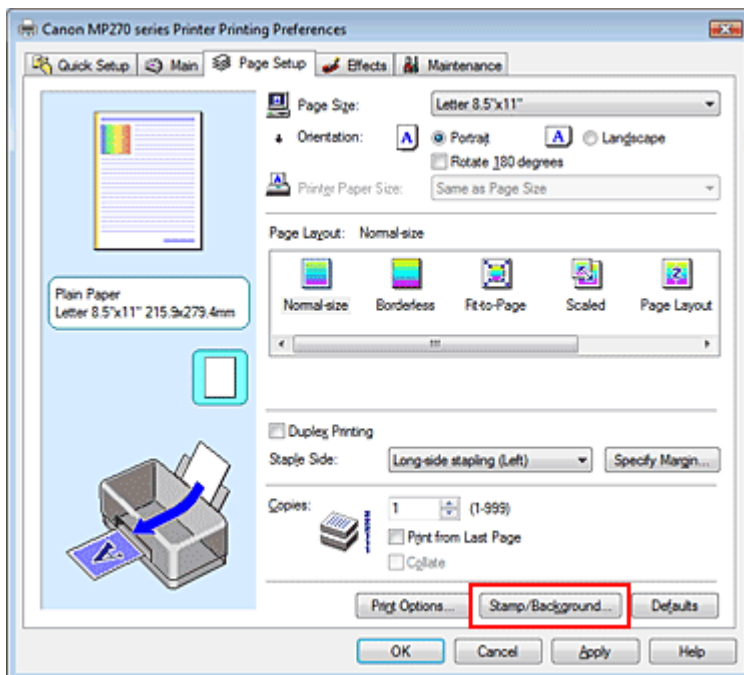 Canon MP270 series Printer Printing Preferences
Quick Setup Main Page Setup Effects Maintenance
Page Size: Letter 8.5"x11"
Orientation: A Portrait A Landscape
Rotate 180 degrees
Printer Paper Size: Same as Page Size
Page Layout: Normal-size
Normal-size Borderless Fit-to-Page Scaled Page Layout
Plain Paper
Letter 8.5"x11" 215.9x279.4mm
Duplex Printing
Staple Side: Long-side stapling (Left) Specify Margin...
Copies: 1 (1-999)
Print from Last Page
Collate
Print Options... Stamp/Background... Defaults
OK Cancel Apply Help